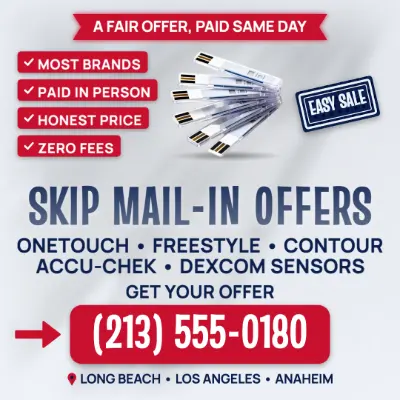 A FAIR OFFER, PAID SAME DAY
MOST BRANDS
PAID IN PERSON
HONEST PRICE
ZERO FEES
EASY SALE
SKIP MAIL-IN OFFERS
ONETOUCH • FREESTYLE • CONTOUR
ACCU-CHEK • DEXCOM SENSORS
GET YOUR OFFER
(213) 555-0180
LONG BEACH • LOS ANGELES • ANAHEIM